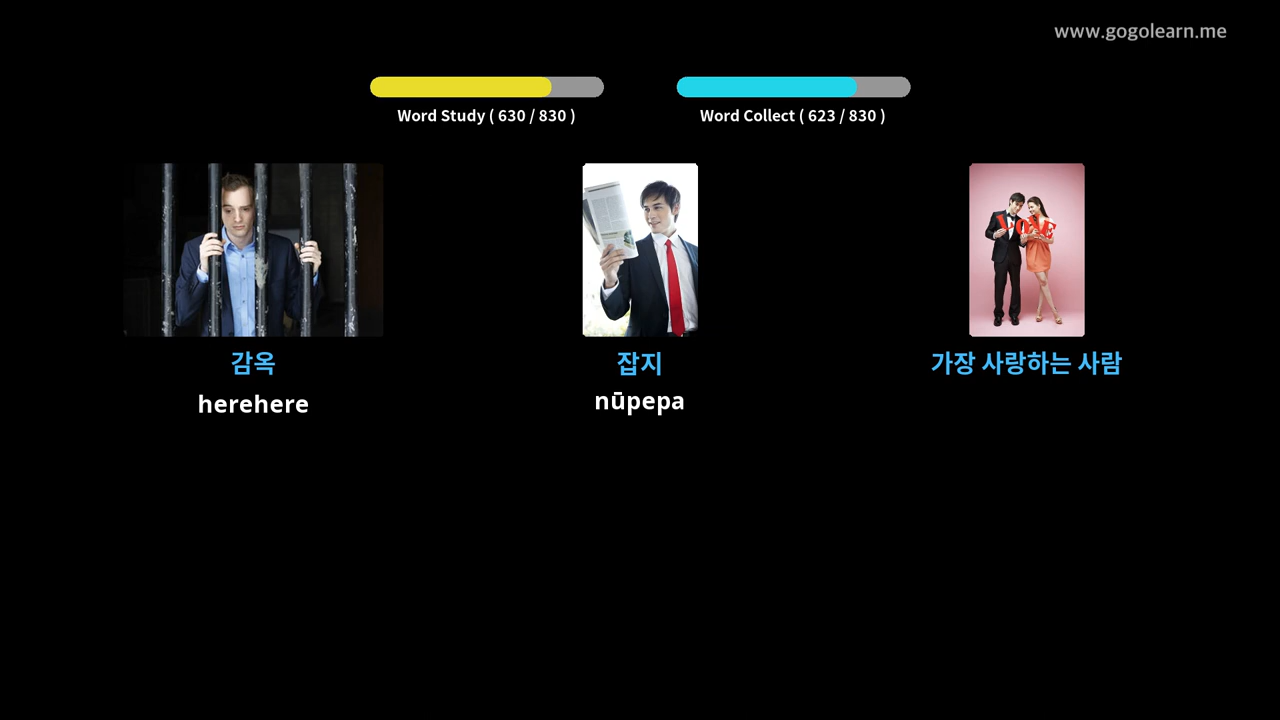 www.gogolearn.me
Word Study ( 630 / 830 )
Word Collect ( 623 / 830 )
LOVE
감옥
잡지
가장 사랑하는 사람
herehere
nūpepa